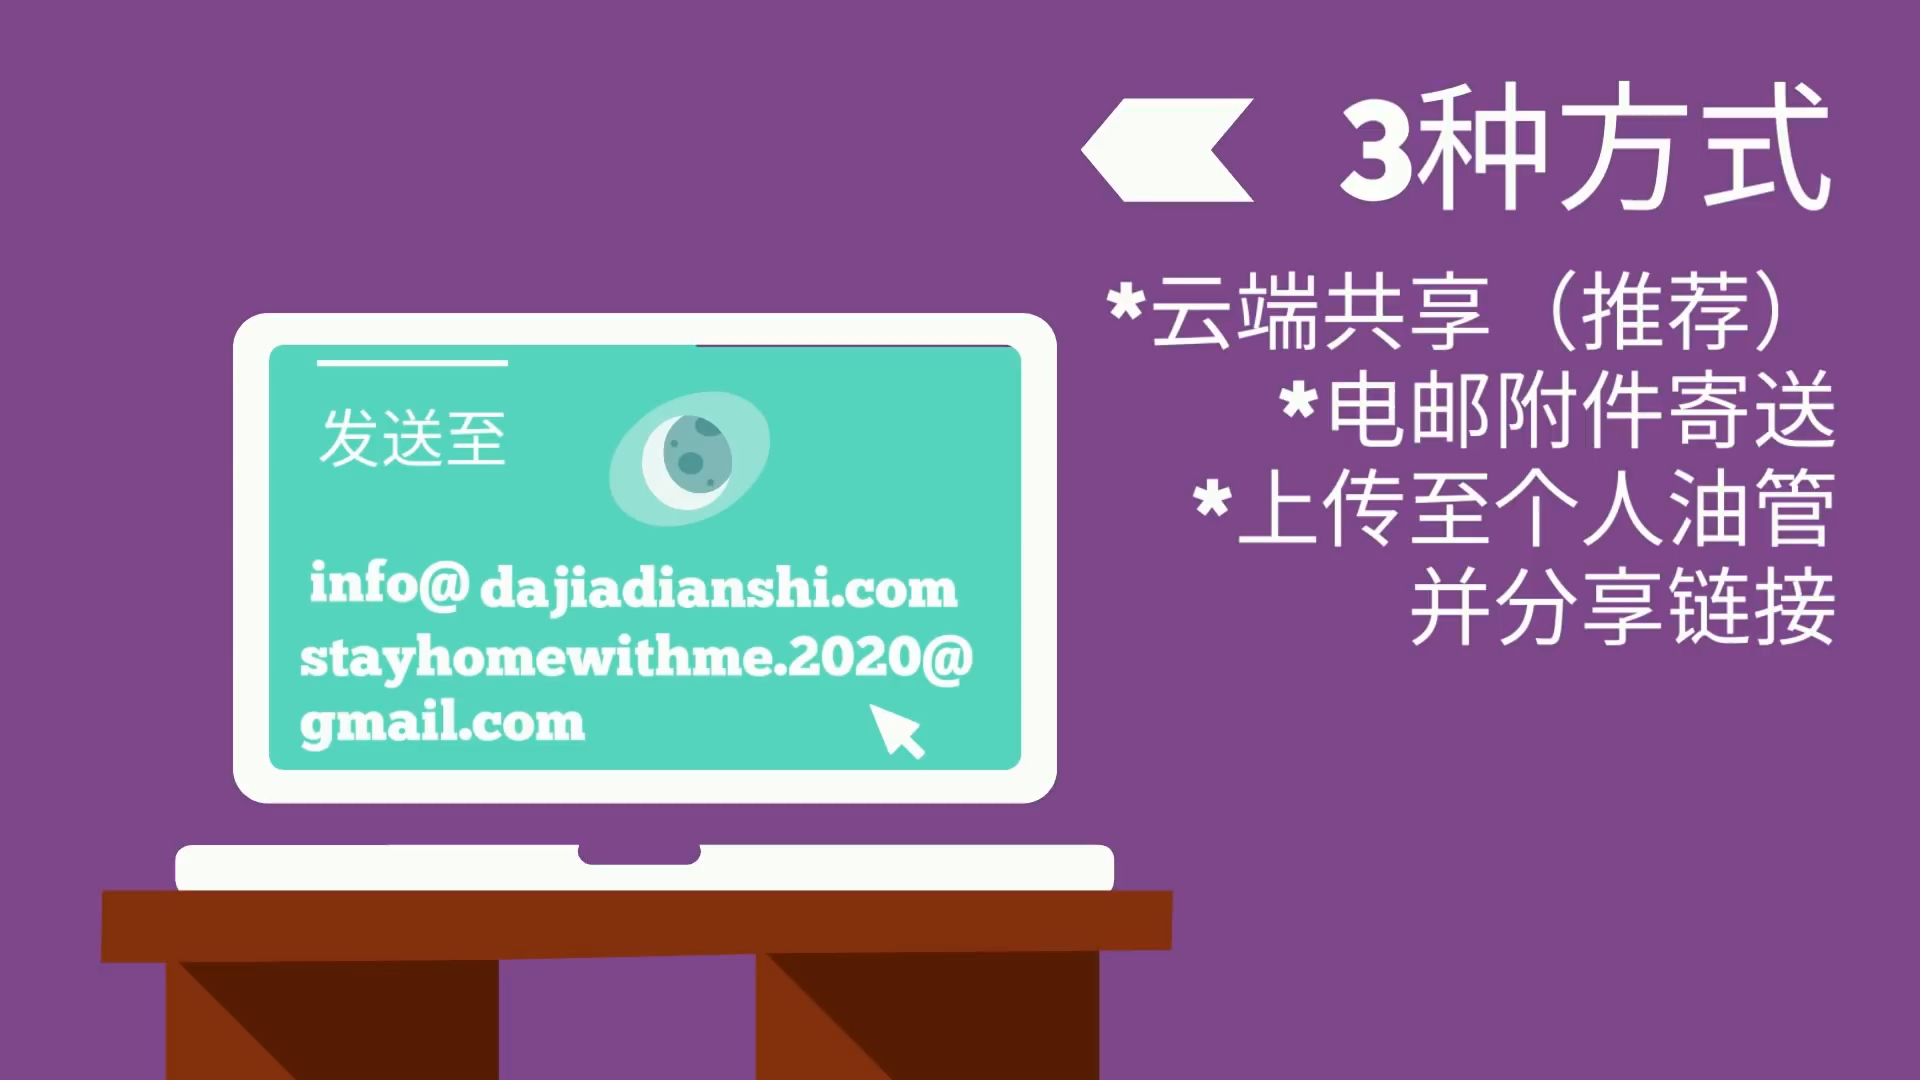 3种方式
*云端共享（推荐）
*电邮附件寄送
*上传至个人油管
并分享链接
发送至
info@dajiadianshi.com
stayhomewithme.2020@
gmail.com